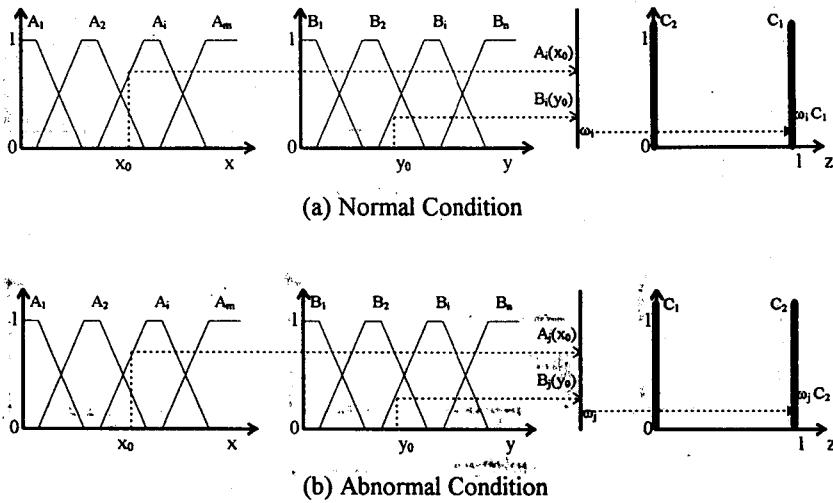 A₁ A₂ Aᵢ Aₘ B₁ B₂ Bᵢ Bₙ C₂ C₁
1 1 Aᵢ(x₀) 1
Bᵢ(y₀)
ωᵢ ωᵢ C₁
0 0 0
x₀ x y₀ y 1 z
(a) Normal Condition
A₁ A₂ Aᵢ Aₘ B₁ B₂ Bᵢ Bₙ C₁ C₂
1 1 Aⱼ(x₀) 1
Bⱼ(y₀)
ωⱼ ωⱼ C₂
0 0 0
x₀ x y₀ y 1 z
(b) Abnormal Condition